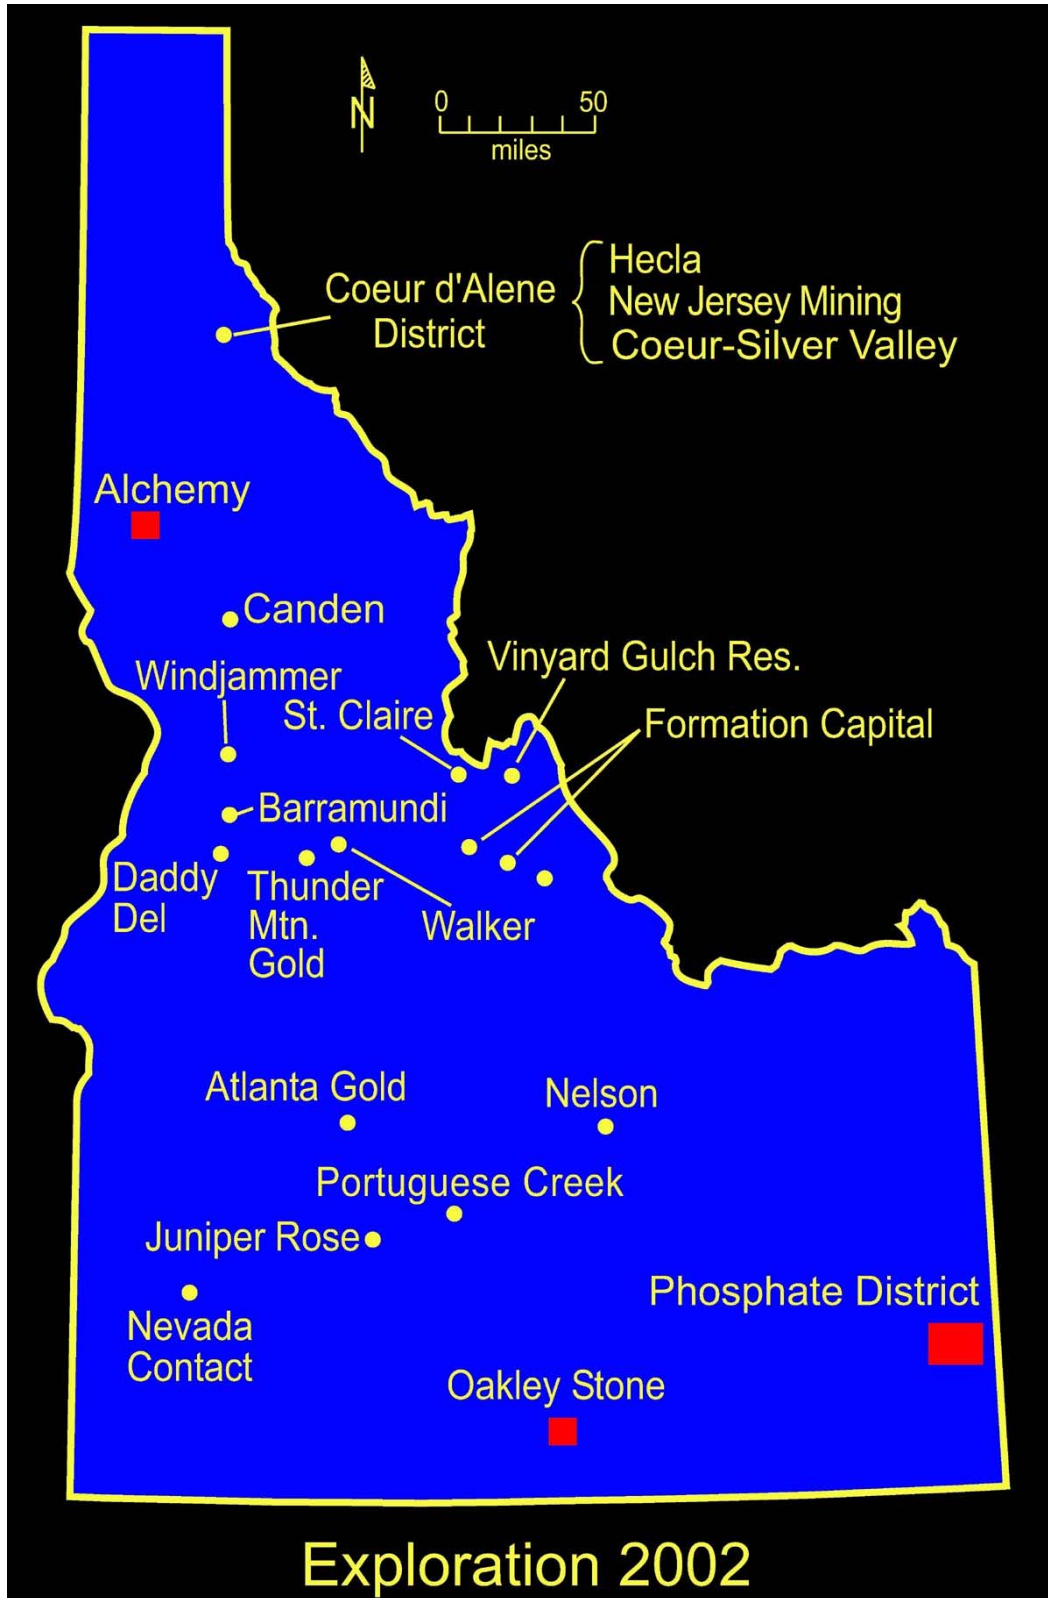 N
0 50
miles
Coeur d'Alene
District
Hecla
New Jersey Mining
Coeur-Silver Valley
Alchemy
Canden
Windjammer
St. Claire
Vinyard Gulch Res.
Formation Capital
Barramundi
Daddy
Del
Thunder
Mtn.
Gold
Walker
Atlanta Gold
Nelson
Portuguese Creek
Juniper Rose
Nevada
Contact
Phosphate District
Oakley Stone
Exploration 2002